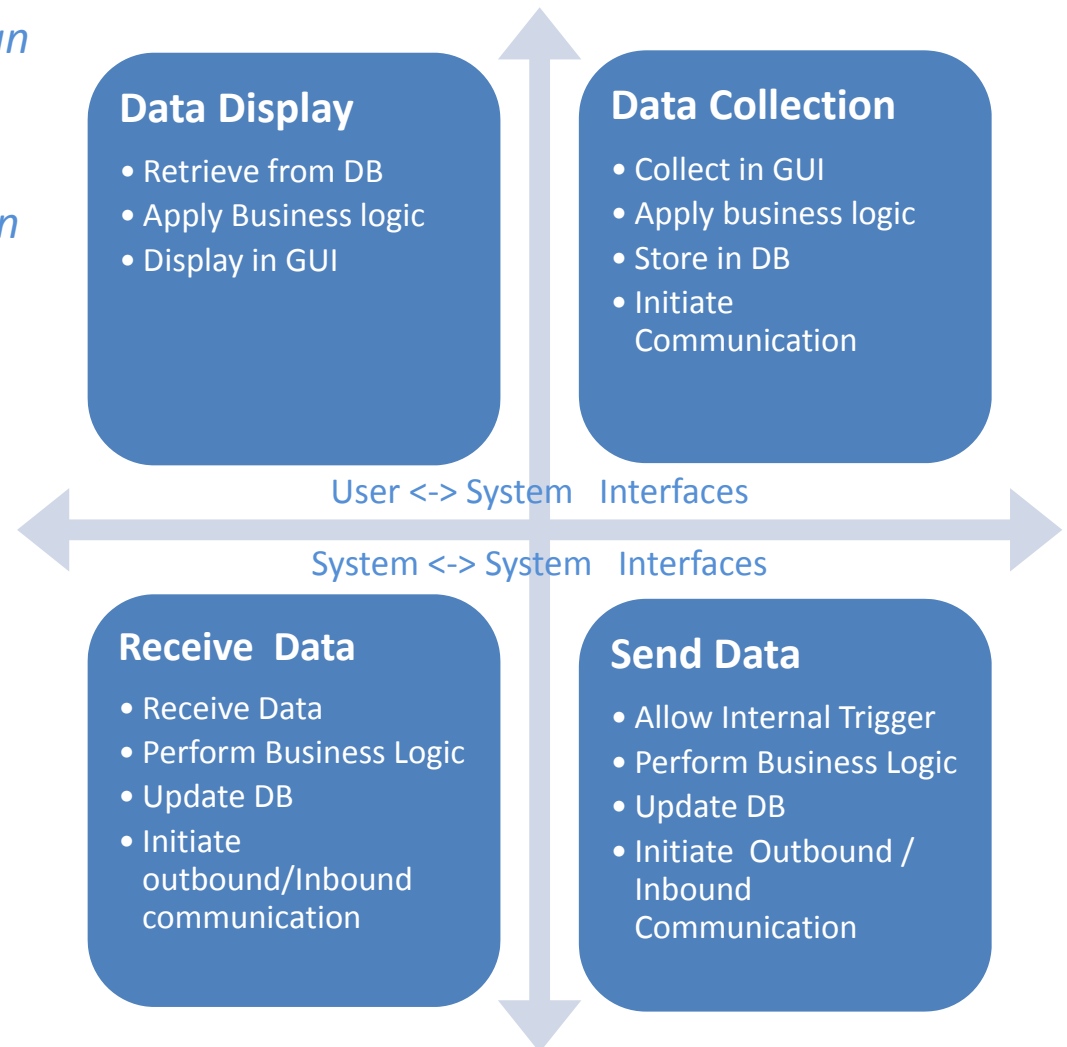 Data Display
• Retrieve from DB
• Apply Business logic
• Display in GUI
Data Collection
• Collect in GUI
• Apply business logic
• Store in DB
• Initiate
Communication
User <-> System Interfaces
System <-> System Interfaces
Receive Data
• Receive Data
• Perform Business Logic
• Update DB
• Initiate
outbound/Inbound
communication
Send Data
• Allow Internal Trigger
• Perform Business Logic
• Update DB
• Initiate Outbound /
Inbound
Communication